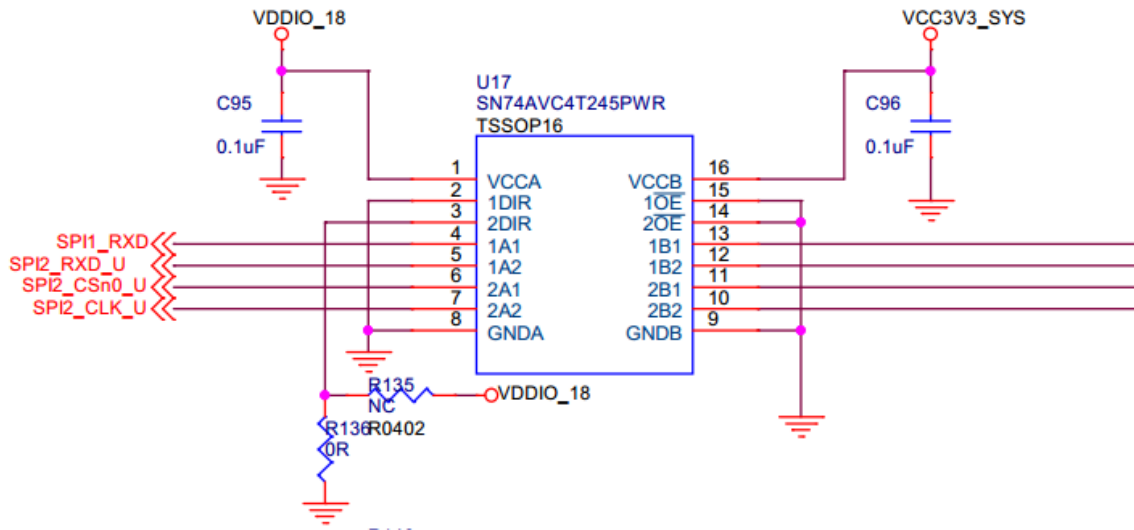 VDDIO_18
VCC3V3_SYS
C95
0.1uF
U17
SN74AVC4T245PWR
TSSOP16
C96
0.1uF
1 VCCA VCCB 16
2 1DIR 1OE 15
3 2DIR 2OE 14
SPI1_RXD 4 1A1 1B1 13
SPI2_RXD_U 5 1A2 1B2 12
SPI2_CSn0_U 6 2A1 2B1 11
SPI2_CLK_U 7 2A2 2B2 10
8 GNDA GNDB 9
R135
NC
R0402
VDDIO_18
R136
0R